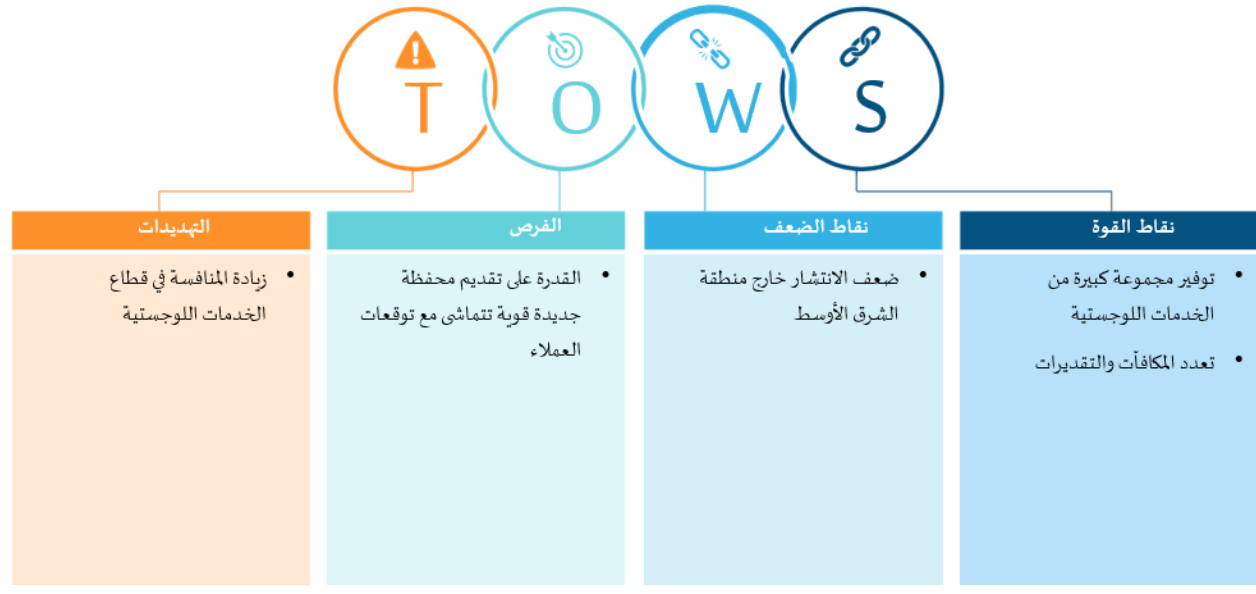 S
W
O
T
نقاط القوة
• توفير مجموعة كبيرة من
الخدمات اللوجستية
• تعدد المكافآت والتقديرات
نقاط الضعف
• ضعف الانتشار خارج منطقة
الشرق الأوسط
الفرص
• القدرة على تقديم محفظة
جديدة قوية تتماشى مع توقعات
العملاء
التهديدات
• زيادة المنافسة في قطاع
الخدمات اللوجستية